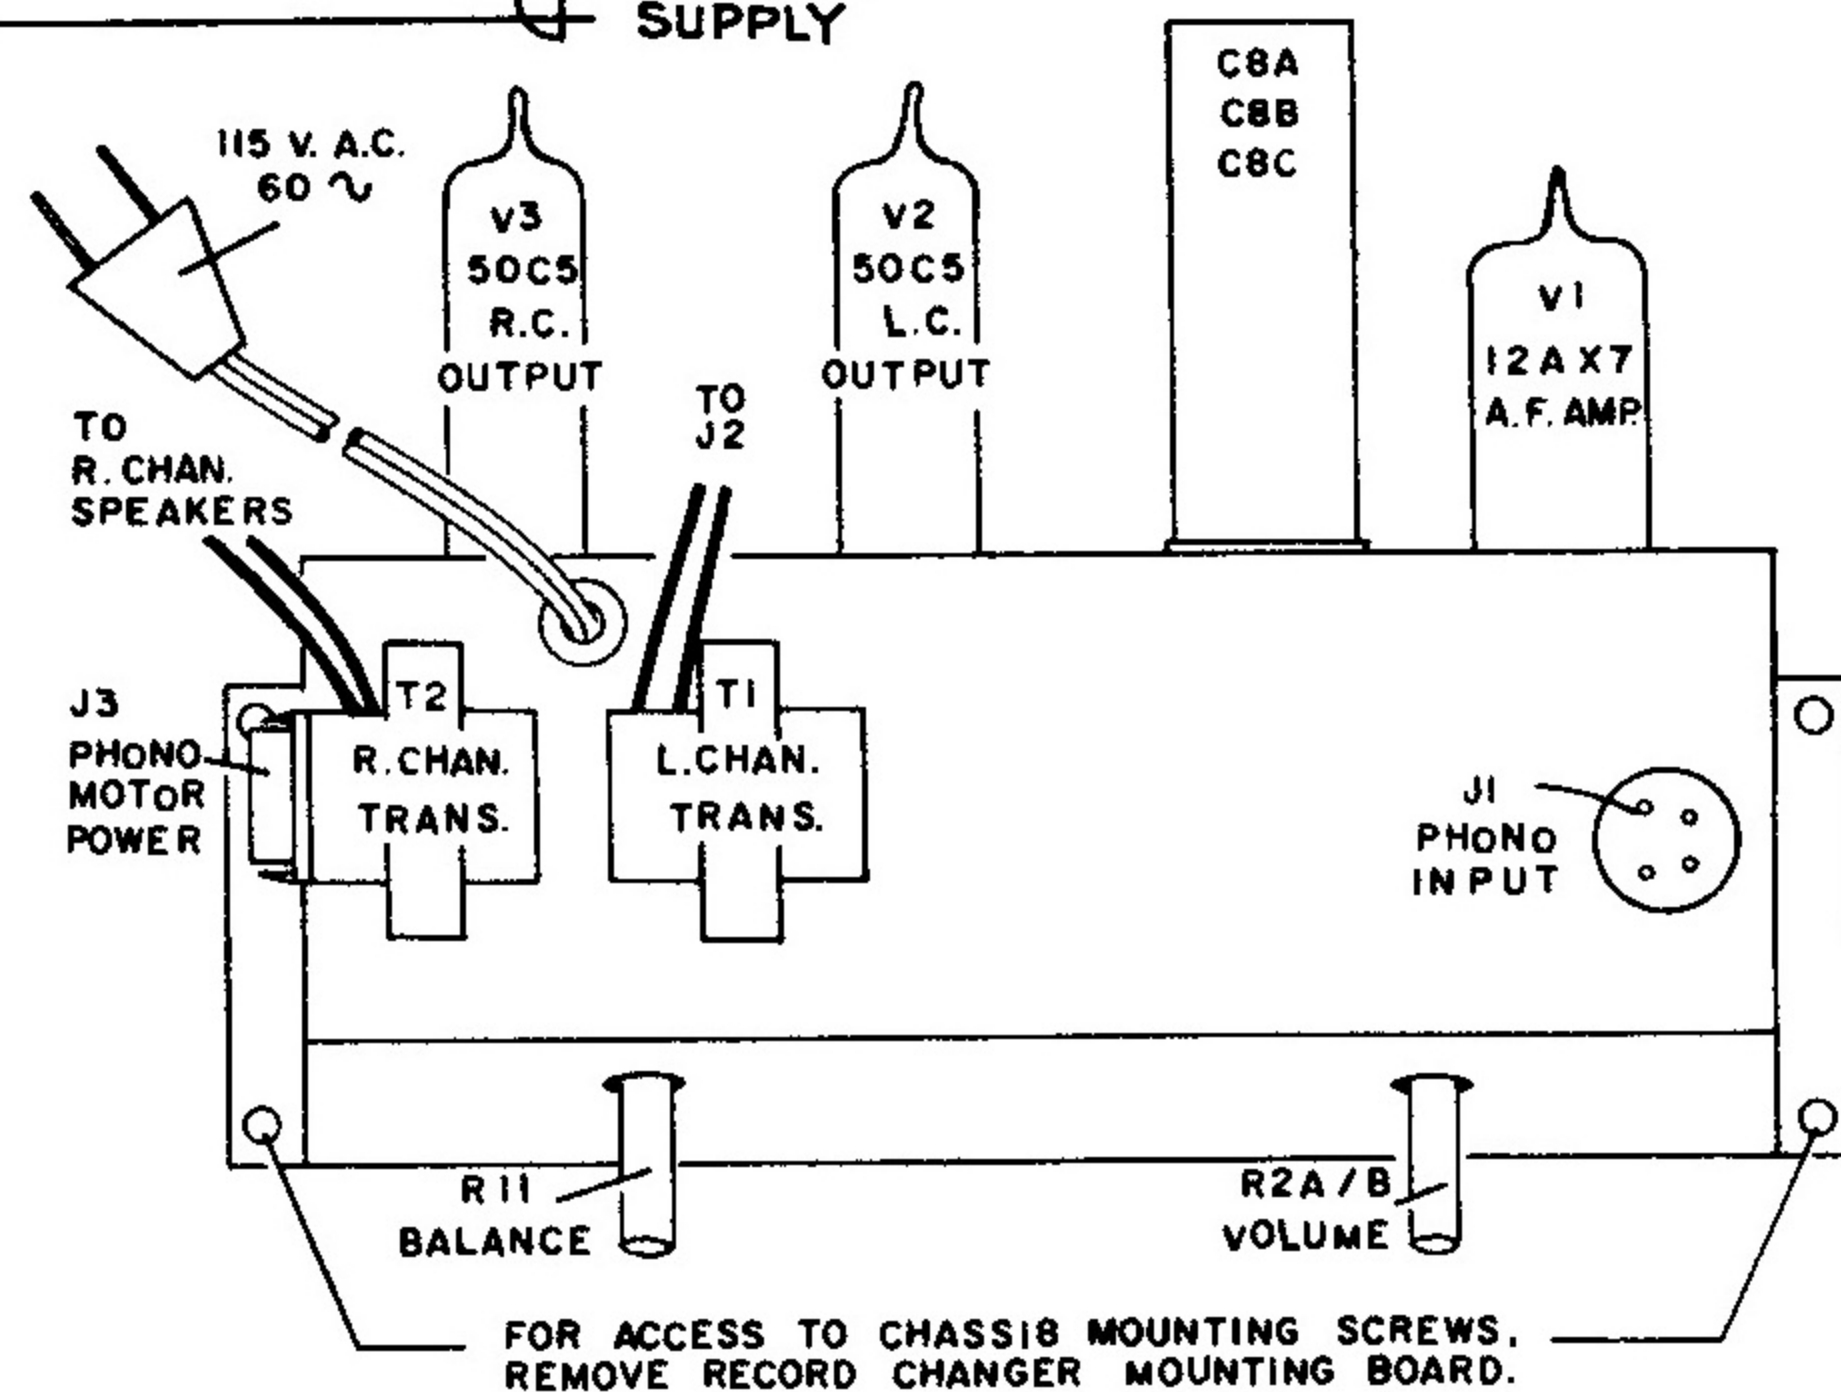 SUPPLY
115 V. A.C.
60 ∿
V3
50C5
R.C.
OUTPUT
V2
50C5
L.C.
OUTPUT
C8A
C8B
C8C
V1
12AX7
A.F. AMP.
TO
J2
TO
R. CHAN.
SPEAKERS
J3
PHONO
MOTOR
POWER
T2
R. CHAN.
TRANS.
T1
L. CHAN.
TRANS.
J1
PHONO
INPUT
R11
BALANCE
R2A/B
VOLUME
FOR ACCESS TO CHASSIS MOUNTING SCREWS,
REMOVE RECORD CHANGER MOUNTING BOARD.